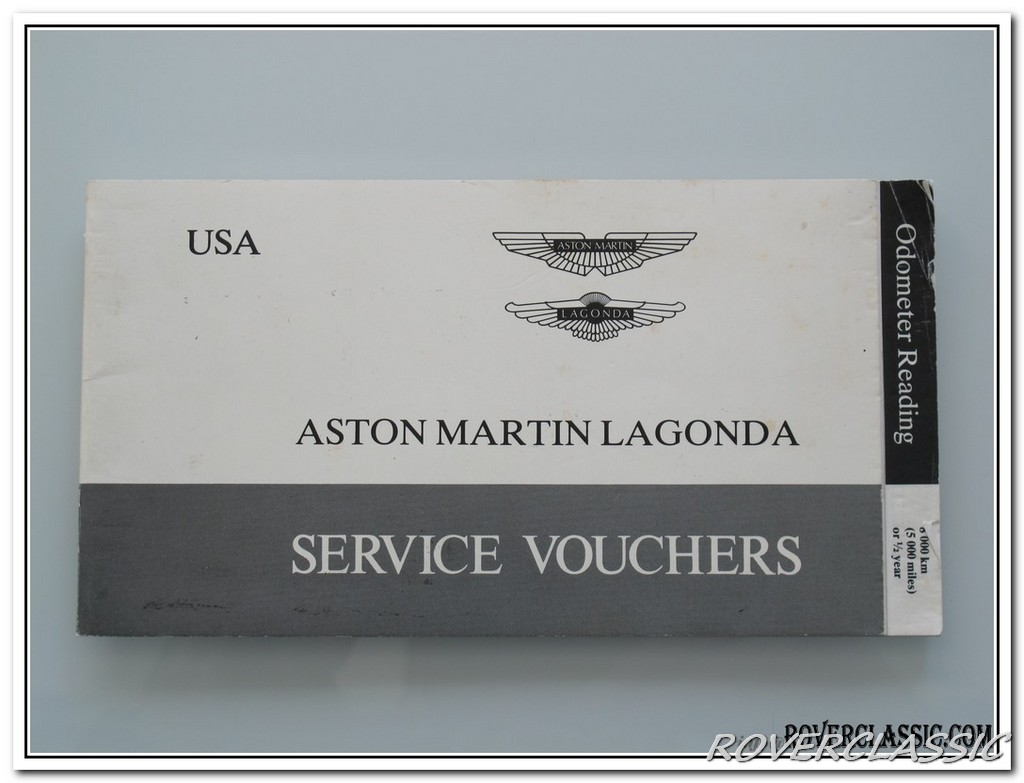 USA
ASTON MARTIN
LAGONDA
ASTON MARTIN LAGONDA
SERVICE VOUCHERS
Odometer Reading
000 km
(5 000 miles)
or ½ year
ROVERCLASSIC.COM
ROVERCLASSIC